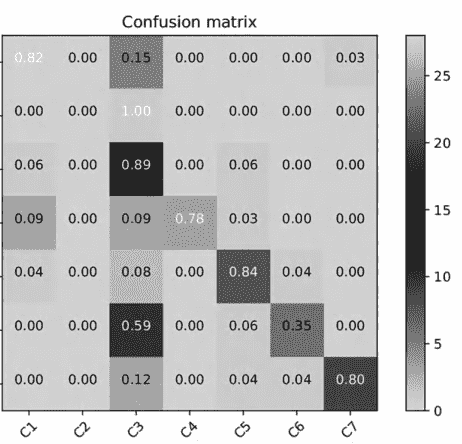 Confusion matrix
0.82 0.00 0.15 0.00 0.00 0.00 0.03
0.00 0.00 1.00 0.00 0.00 0.00 0.00
0.06 0.00 0.89 0.00 0.06 0.00 0.00
0.09 0.00 0.09 0.78 0.03 0.00 0.00
0.04 0.00 0.08 0.00 0.84 0.04 0.00
0.00 0.00 0.59 0.00 0.06 0.35 0.00
0.00 0.00 0.12 0.00 0.04 0.04 0.80
C1 C2 C3 C4 C5 C6 C7
25
20
15
10
5
0